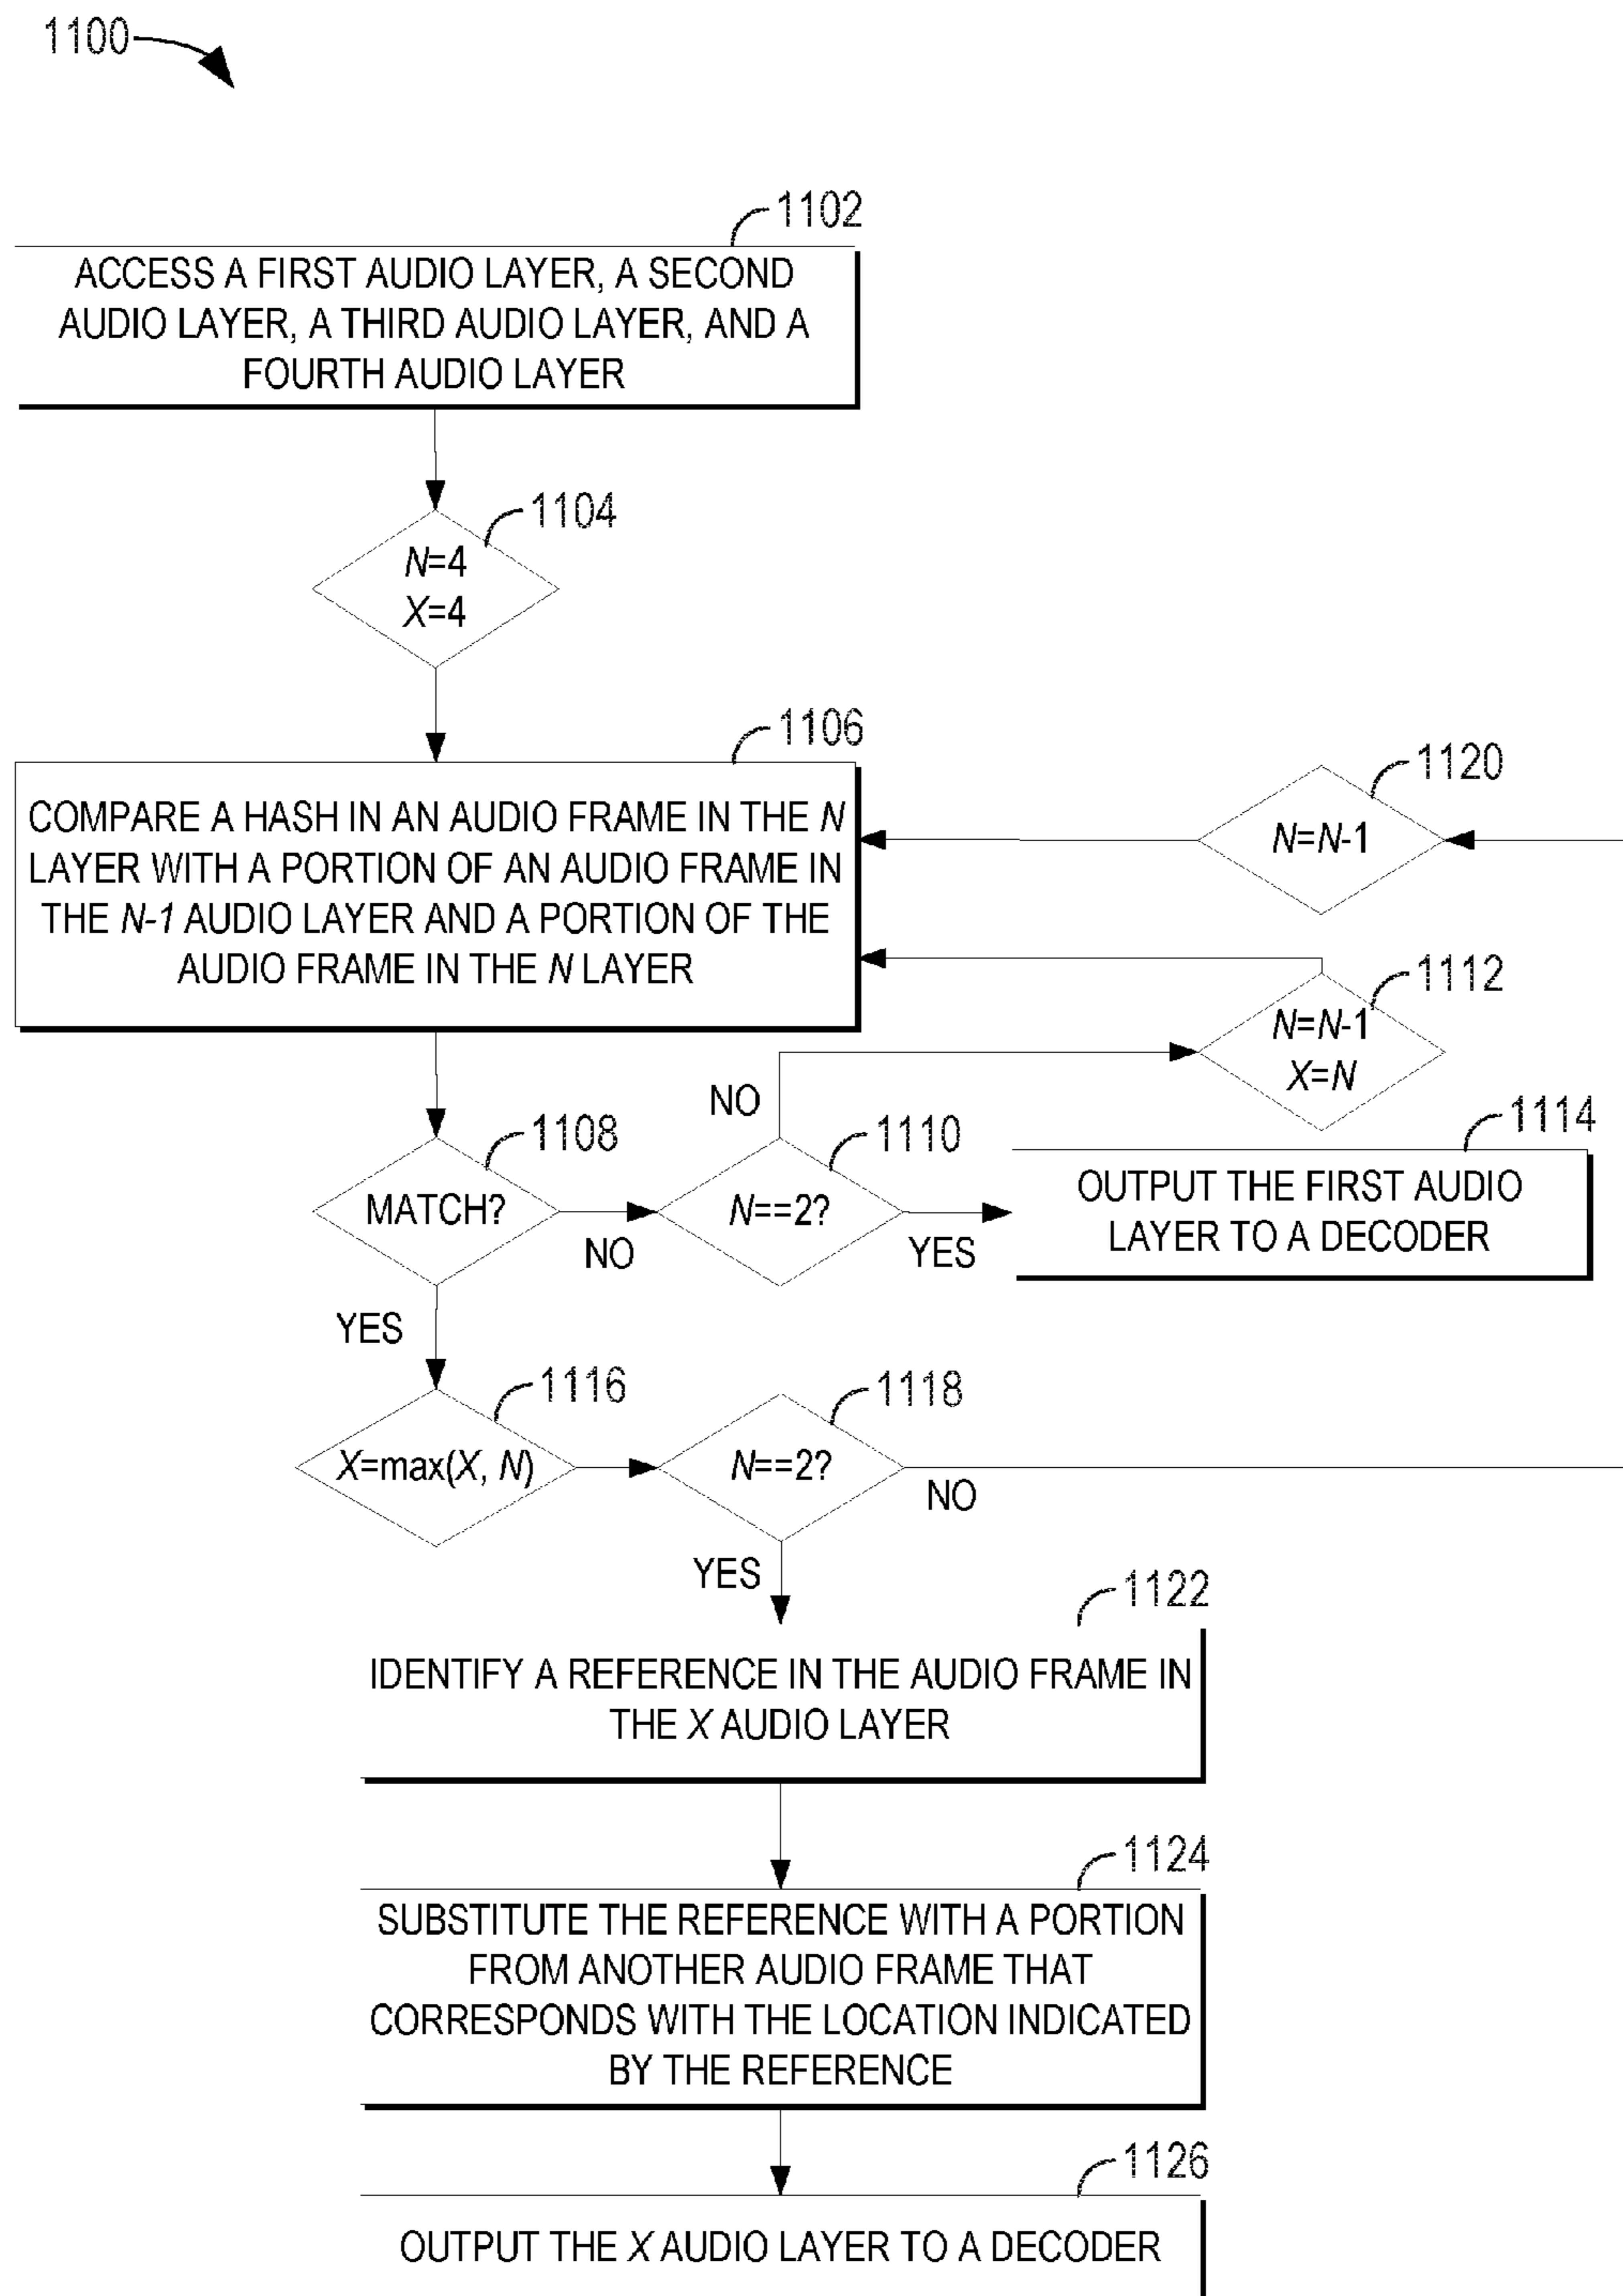 1100
1102
ACCESS A FIRST AUDIO LAYER, A SECOND
AUDIO LAYER, A THIRD AUDIO LAYER, AND A
FOURTH AUDIO LAYER
1104
N=4
X=4
1106
COMPARE A HASH IN AN AUDIO FRAME IN THE N
LAYER WITH A PORTION OF AN AUDIO FRAME IN
THE N-1 AUDIO LAYER AND A PORTION OF THE
AUDIO FRAME IN THE N LAYER
1120
N=N-1
1112
N=N-1
X=N
NO
1108
MATCH?
NO
1110
N==2?
YES
1114
OUTPUT THE FIRST AUDIO
LAYER TO A DECODER
YES
1116
X=max(X, N)
1118
N==2?
NO
YES
1122
IDENTIFY A REFERENCE IN THE AUDIO FRAME IN
THE X AUDIO LAYER
1124
SUBSTITUTE THE REFERENCE WITH A PORTION
FROM ANOTHER AUDIO FRAME THAT
CORRESPONDS WITH THE LOCATION INDICATED
BY THE REFERENCE
1126
OUTPUT THE X AUDIO LAYER TO A DECODER